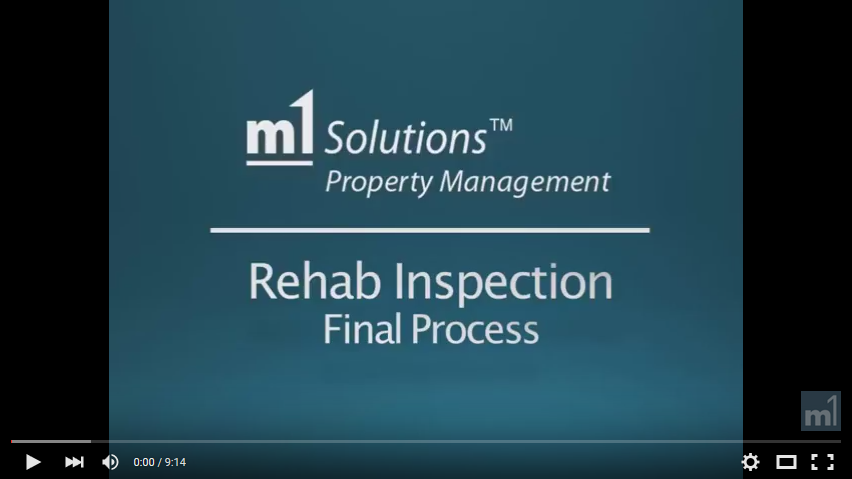 m1 Solutions™
Property Management
Rehab Inspection
Final Process
m1
0:00 / 9:14